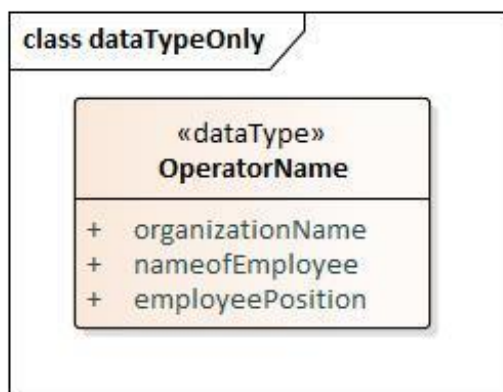 class dataTypeOnly
«dataType»
OperatorName
+ organizationName
+ nameofEmployee
+ employeePosition